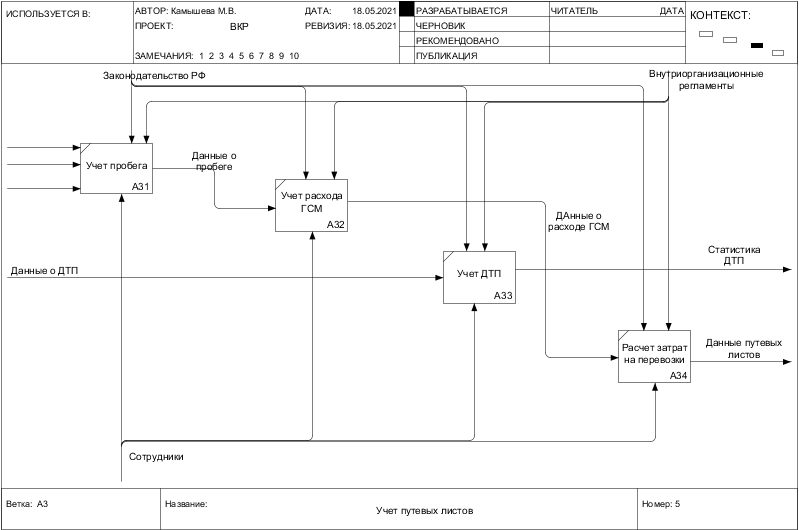 ИСПОЛЬЗУЕТСЯ В:
АВТОР: Камышева М.В.
ДАТА: 18.05.2021
РАЗРАБАТЫВАЕТСЯ
ЧИТАТЕЛЬ
ДАТА
КОНТЕКСТ:
ПРОЕКТ: ВКР
РЕВИЗИЯ: 18.05.2021
ЧЕРНОВИК
РЕКОМЕНДОВАНО
ЗАМЕЧАНИЯ: 1 2 3 4 5 6 7 8 9 10
ПУБЛИКАЦИЯ
Законодательство РФ
Внутриорганизационные
регламенты
Учет пробега
A31
Данные о
пробеге
Учет расхода
ГСМ
A32
ДАнные о
расходе ГСМ
Данные о ДТП
Учет ДТП
A33
Статистика
ДТП
Расчет затрат
на перевозки
A34
Данные путевых
листов
Сотрудники
Ветка: A3
Название:
Учет путевых листов
Номер: 5